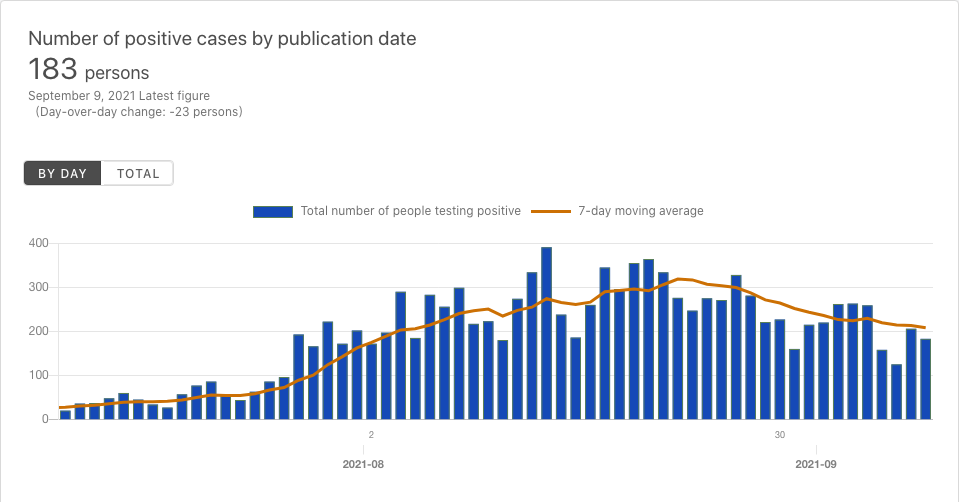 Number of positive cases by publication date
183 persons
September 9, 2021 Latest figure
(Day-over-day change: -23 persons)
BY DAY TOTAL
Total number of people testing positive 7-day moving average
400
300
200
100
0
2 30
2021-08 2021-09